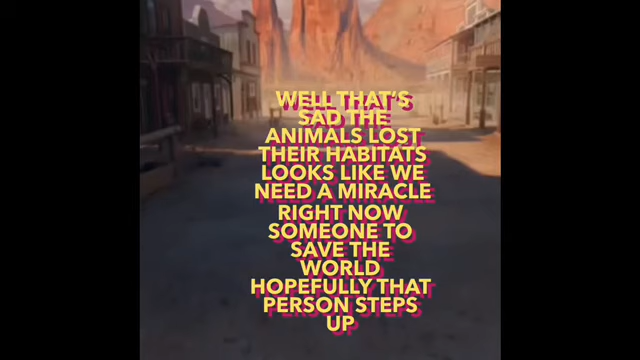 WELL THAT'S
SAD THE
ANIMALS LOST
THEIR HABITATS
LOOKS LIKE WE
NEED A MIRACLE
RIGHT NOW
SOMEONE TO
SAVE THE
WORLD
HOPEFULLY THAT
PERSON STEPS
UP